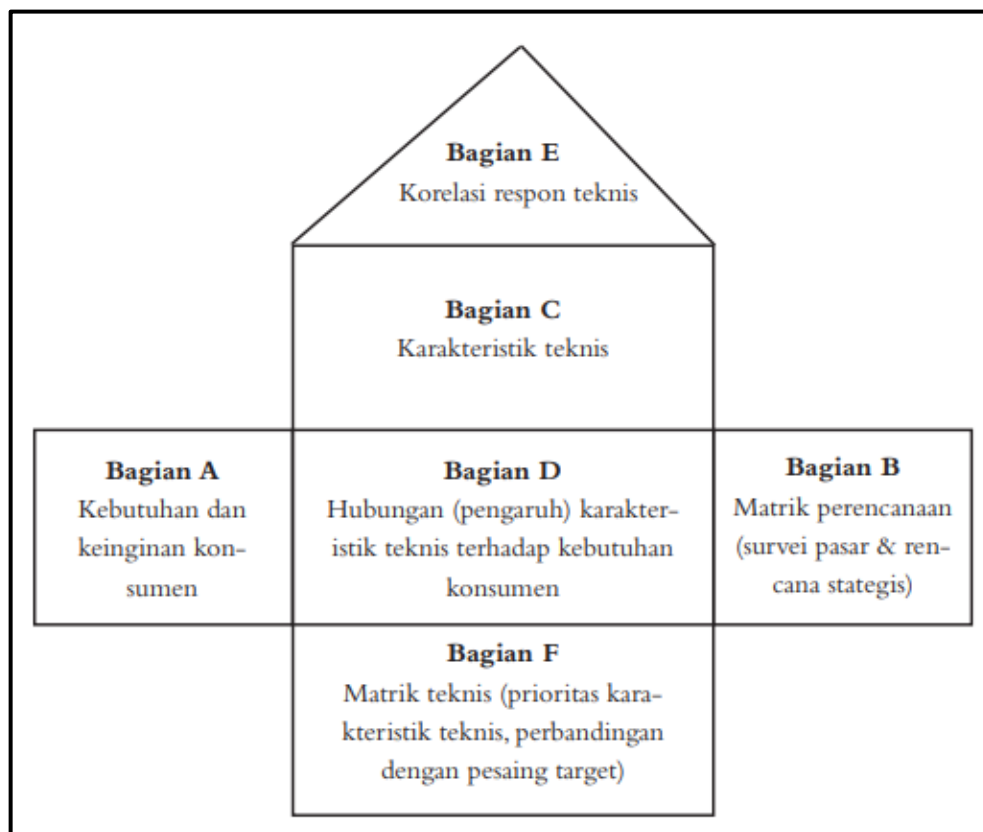 Bagian E
Korelasi respon teknis
Bagian C
Karakteristik teknis
Bagian A
Kebutuhan dan
keinginan kon-
sumen
Bagian D
Hubungan (pengaruh) karakter-
istik teknis terhadap kebutuhan
konsumen
Bagian B
Matrik perencanaan
(survei pasar & ren-
cana stategis)
Bagian F
Matrik teknis (prioritas kara-
kteristik teknis, perbandingan
dengan pesaing target)